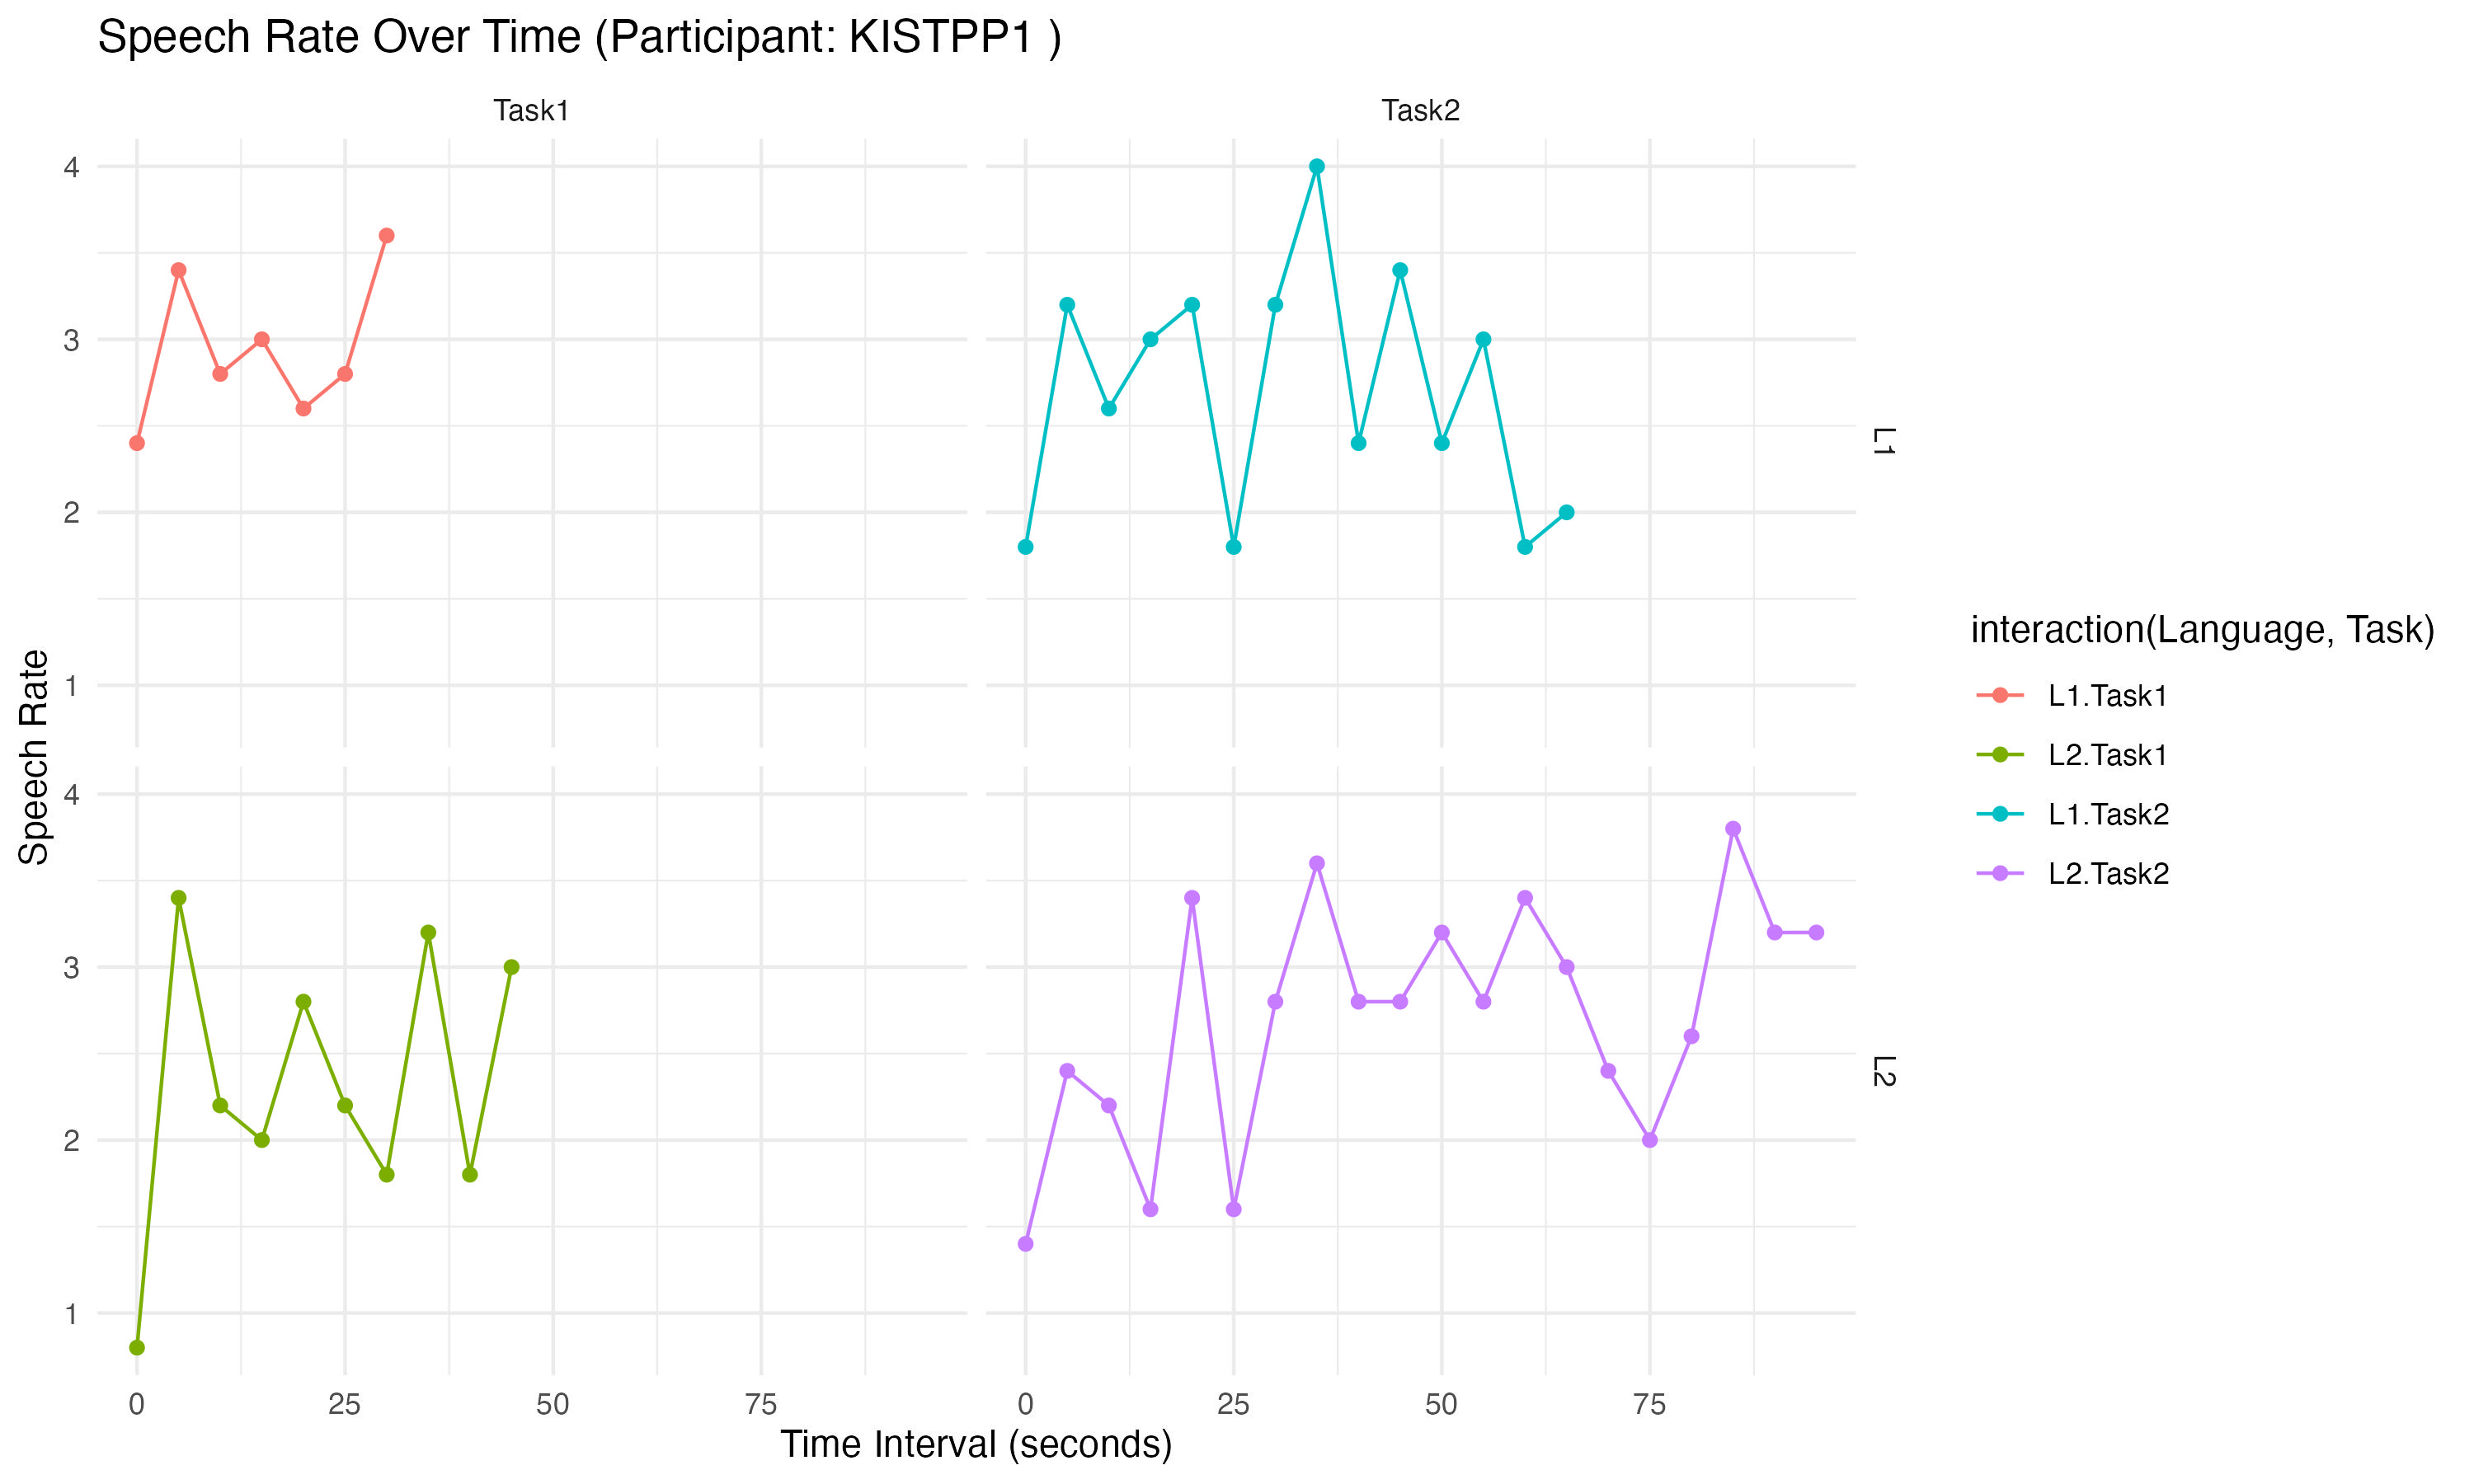 Speech Rate Over Time (Participant: KISTPP1 )
Task1
Task2
4
3
2
1
L1
Speech Rate
4
3
2
1
L2
0
25
50
75
0
25
50
75
Time Interval (seconds)
interaction(Language, Task)
L1.Task1
L2.Task1
L1.Task2
L2.Task2